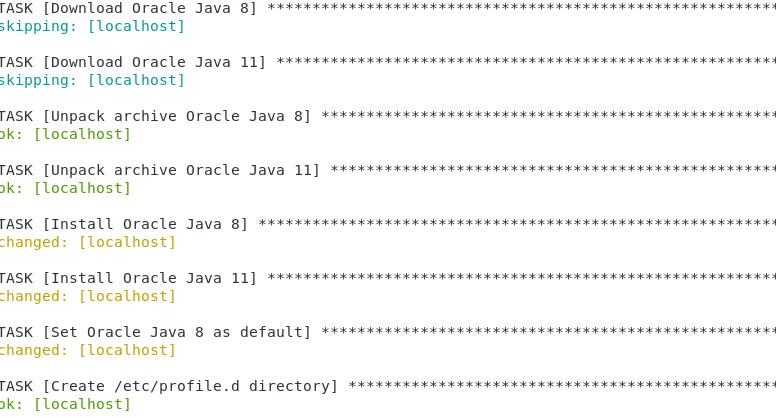 TASK [Download Oracle Java 8] *********************************************************
skipping: [localhost]
TASK [Download Oracle Java 11] ********************************************************
skipping: [localhost]
TASK [Unpack archive Oracle Java 8] ***************************************************
ok: [localhost]
TASK [Unpack archive Oracle Java 11] **************************************************
ok: [localhost]
TASK [Install Oracle Java 8] **********************************************************
changed: [localhost]
TASK [Install Oracle Java 11] *********************************************************
changed: [localhost]
TASK [Set Oracle Java 8 as default] ***************************************************
changed: [localhost]
TASK [Create /etc/profile.d directory] ************************************************
ok: [localhost]